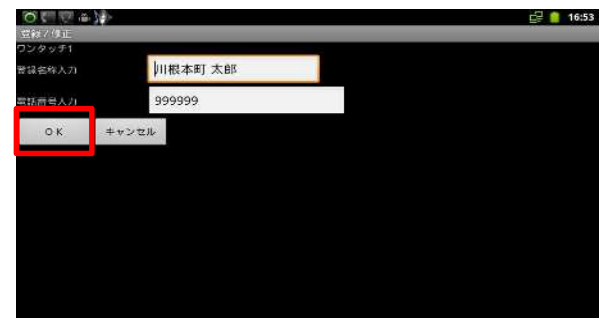 16:53
登録/修正
ワンタッチ1
登録名称入力
川根本町 太郎
電話番号入力
999999
OK
キャンセル